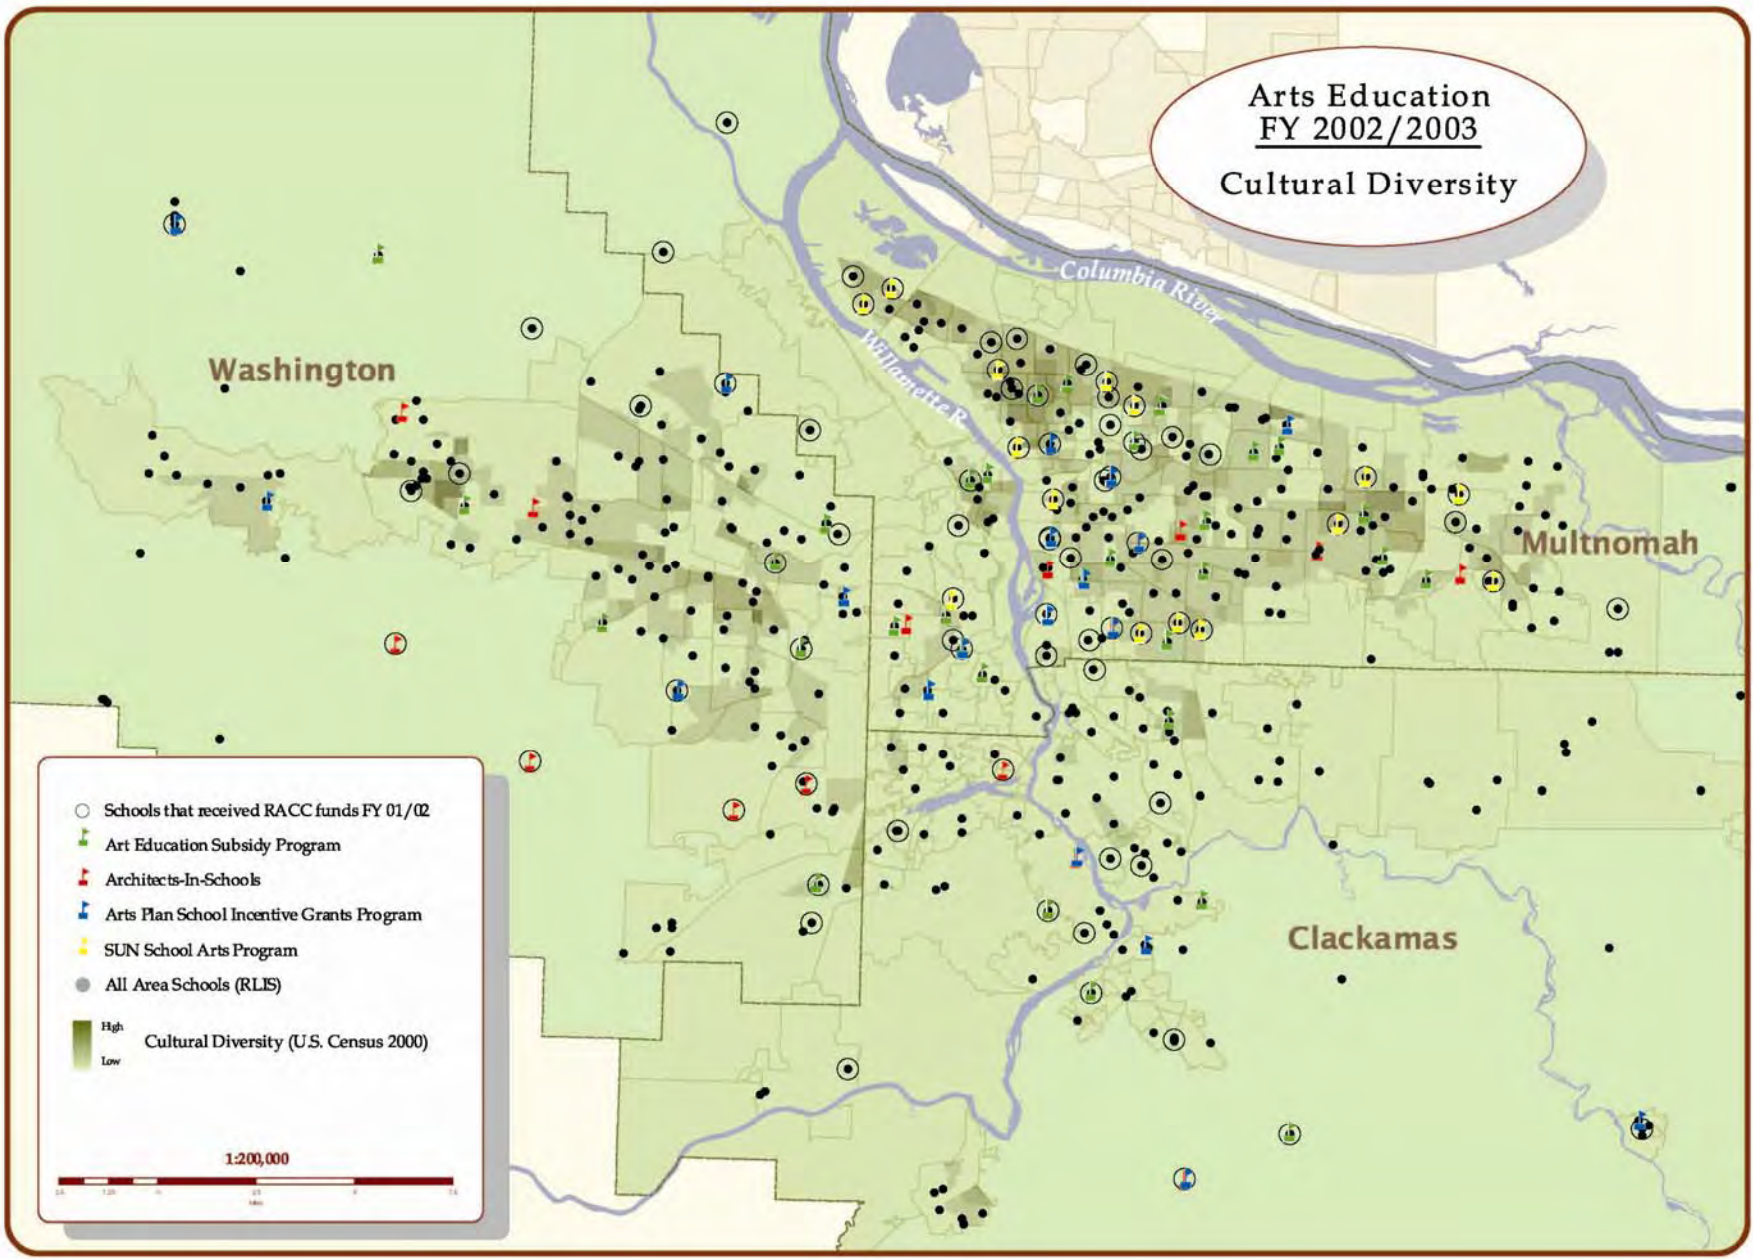 Arts Education
FY 2002/2003
Cultural Diversity
Columbia River
Willamette R.
Washington
Multnomah
Clackamas
Schools that received RACC funds FY 01/02
Art Education Subsidy Program
Architects-In-Schools
Arts Plan School Incentive Grants Program
SUN School Arts Program
All Area Schools (RLIS)
High
Cultural Diversity (U.S. Census 2000)
Low
1:200,000